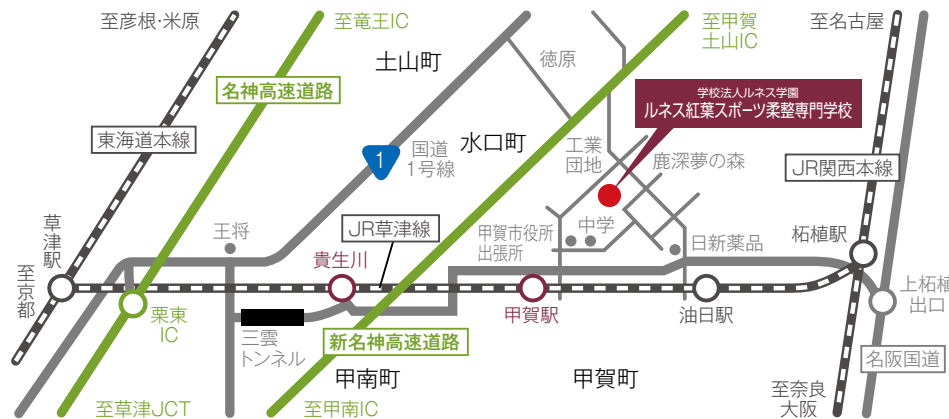 至彦根・米原
至竜王IC
至甲賀
土山IC
至名古屋
土山町
徳原
名神高速道路
学校法人ルネス学園
ルネス紅葉スポーツ柔整専門学校
東海道本線
水口町
工業
団地
鹿深夢の森
1
国道
1号線
JR関西本線
草津駅
王将
JR草津線
甲賀市役所
出張所
中学
日新薬品
柘植駅
至京都
貴生川
栗東
IC
甲賀駅
油日駅
上柘植
出口
三雲
トンネル
新名神高速道路
名阪国道
甲南町
甲賀町
至奈良
大阪
至草津JCT
至甲南IC